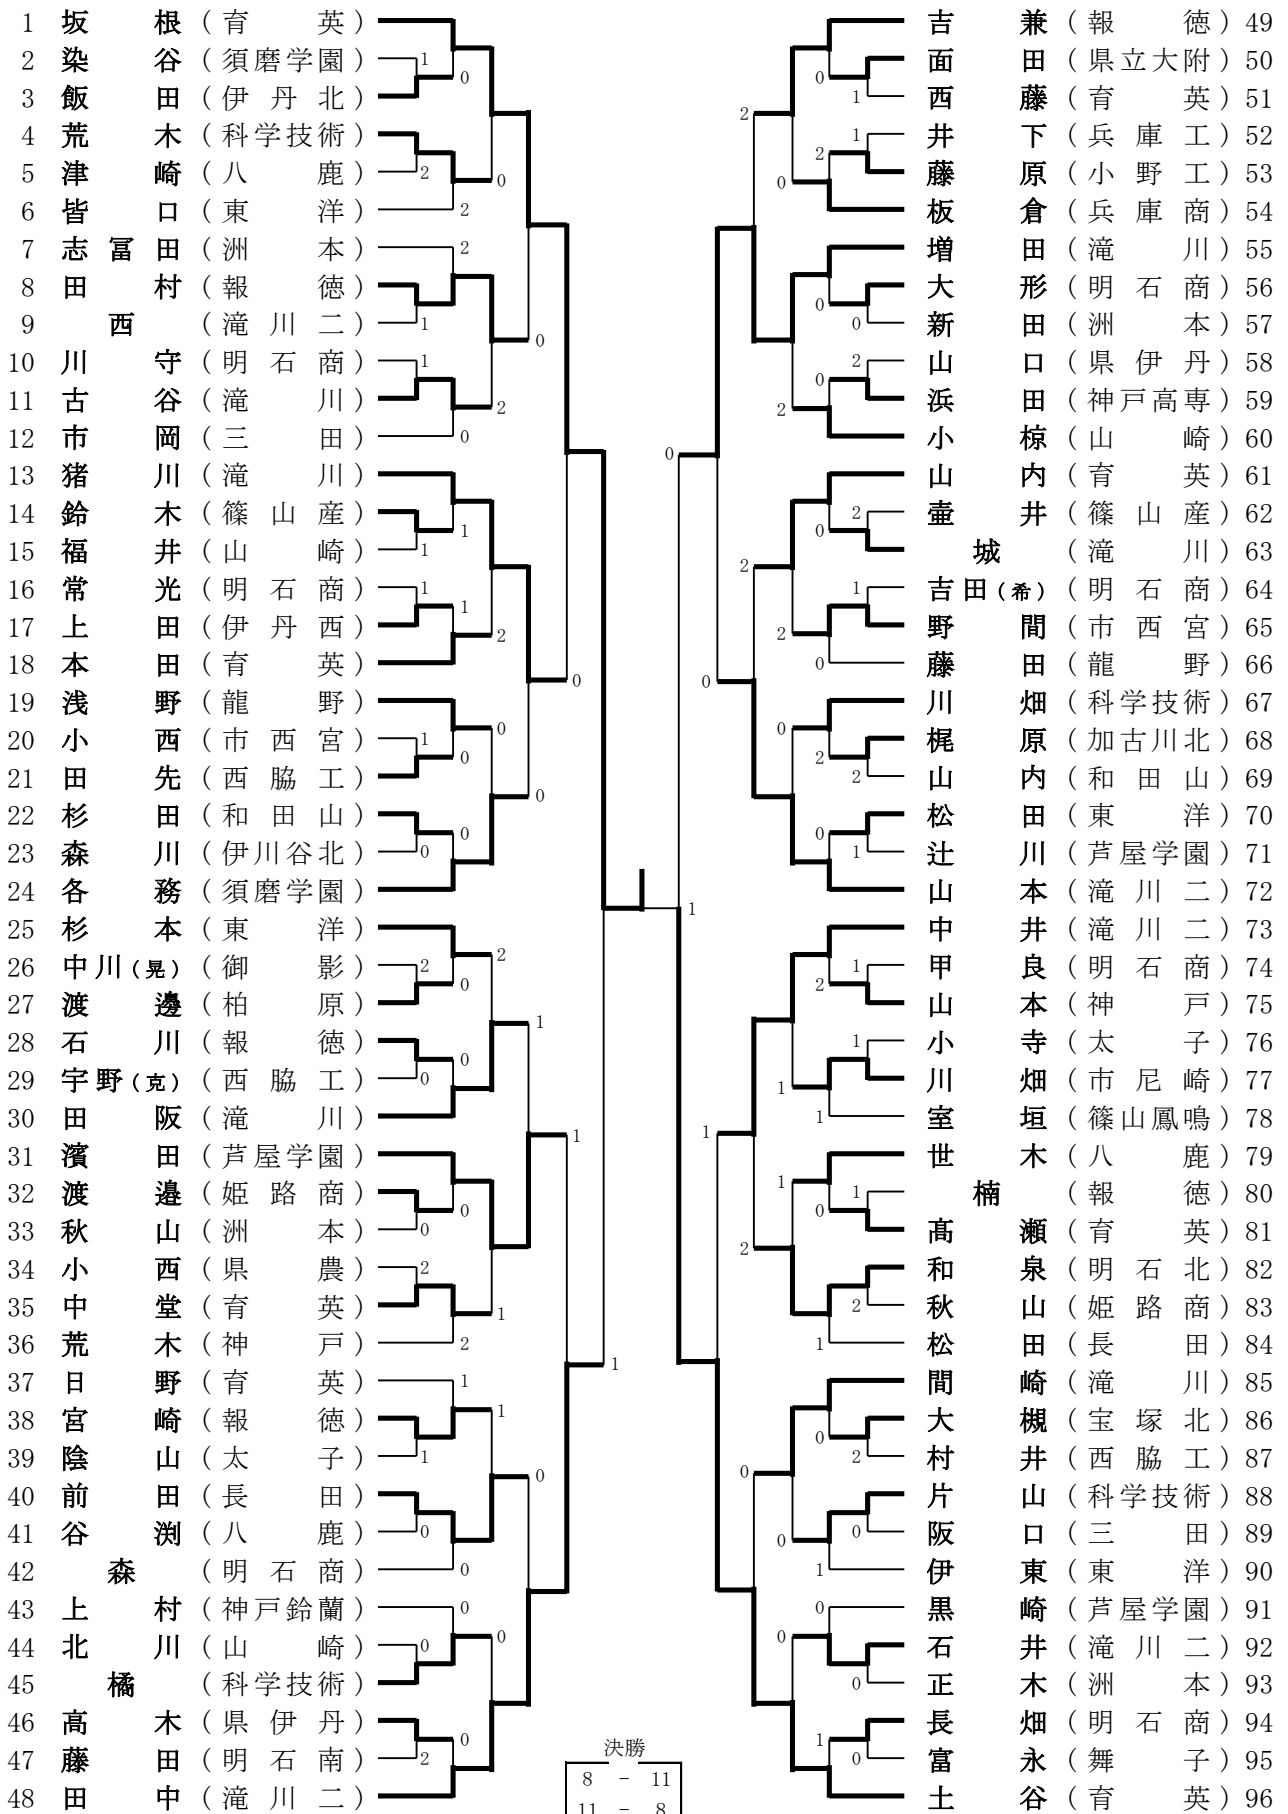 1 坂根 (育英)
2 染谷 (須磨学園)
3 飯田 (伊丹北)
4 荒木 (科学技術)
5 津崎 (八鹿)
6 皆口 (東洋)
7 志冨田 (洲本)
8 田村 (報徳)
9 西 (滝川二)
10 川守 (明石商)
11 古谷 (滝川)
12 市岡 (三田)
13 猪川 (滝川)
14 鈴木 (篠山産)
15 福井 (山崎)
16 常光 (明石商)
17 上田 (伊丹西)
18 本田 (育英)
19 浅野 (龍野)
20 小西 (市西宮)
21 田先 (西脇工)
22 杉田 (和田山)
23 森川 (伊川谷北)
24 各務 (須磨学園)
25 杉本 (東洋)
26 中川(晃) (御影)
27 渡邊 (柏原)
28 石川 (報徳)
29 宇野(克) (西脇工)
30 田阪 (滝川)
31 濱田 (芦屋学園)
32 渡邉 (姫路商)
33 秋山 (洲本)
34 小西 (県農)
35 中堂 (育英)
36 荒木 (神戸)
37 日野 (育英)
38 宮崎 (報徳)
39 陰山 (太子)
40 前田 (長田)
41 谷渕 (八鹿)
42 森 (明石商)
43 上村 (神戸鈴蘭)
44 北川 (山崎)
45 橘 (科学技術)
46 高木 (県伊丹)
47 藤田 (明石南)
48 田中 (滝川二)
吉兼 (報徳) 49
面田 (県立大附) 50
西藤 (育英) 51
井下 (兵庫工) 52
藤原 (小野工) 53
板倉 (兵庫商) 54
増田 (滝川) 55
大形 (明石商) 56
新田 (洲本) 57
山口 (県伊丹) 58
浜田 (神戸高専) 59
小椋 (山崎) 60
山内 (育英) 61
壷井 (篠山産) 62
城 (滝川) 63
吉田(希) (明石商) 64
野間 (市西宮) 65
藤田 (龍野) 66
川畑 (科学技術) 67
梶原 (加古川北) 68
山内 (和田山) 69
松田 (東洋) 70
辻川 (芦屋学園) 71
山本 (滝川二) 72
中井 (滝川二) 73
甲良 (明石商) 74
山本 (神戸) 75
小寺 (太子) 76
川畑 (市尼崎) 77
室垣 (篠山鳳鳴) 78
世木 (八鹿) 79
楠 (報徳) 80
髙瀬 (育英) 81
和泉 (明石北) 82
秋山 (姫路商) 83
松田 (長田) 84
間崎 (滝川) 85
大槻 (宝塚北) 86
村井 (西脇工) 87
片山 (科学技術) 88
阪口 (三田) 89
伊東 (東洋) 90
黒崎 (芦屋学園) 91
石井 (滝川二) 92
正木 (洲本) 93
長畑 (明石商) 94
富永 (舞子) 95
土谷 (育英) 96
決勝
8 - 11
11 - 8